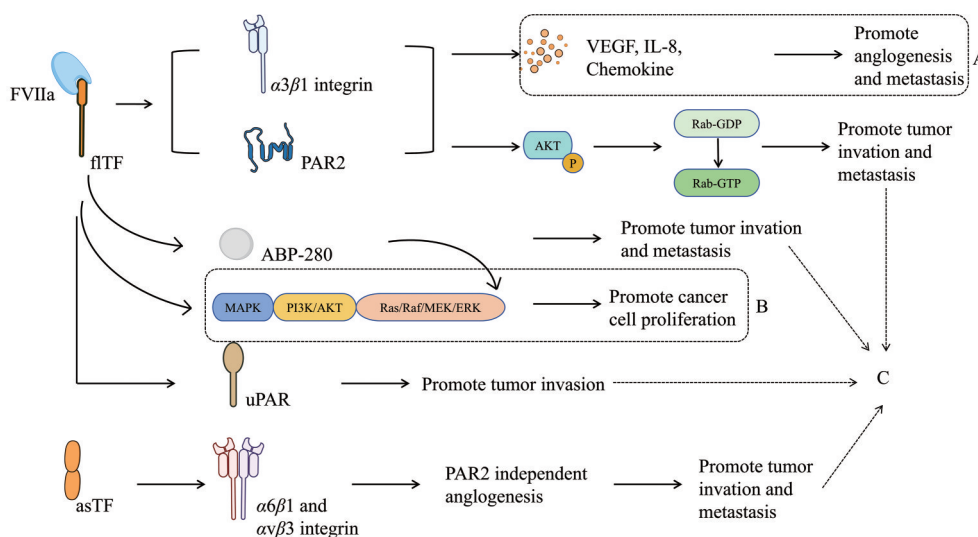 FVIIa
flTF
α3β1 integrin
PAR2
VEGF, IL-8,
Chemokine
Promote
angiogenesis
and metastasis
A
AKT
P
Rab-GDP
Rab-GTP
Promote tumor
invation and
metastasis
ABP-280
Promote tumor invation
and metastasis
MAPK
PI3K/AKT
Ras/Raf/MEK/ERK
Promote cancer
cell proliferation
B
uPAR
Promote tumor invasion
C
asTF
α6β1 and
αvβ3 integrin
PAR2 independent
angiogenesis
Promote tumor
invation and
metastasis